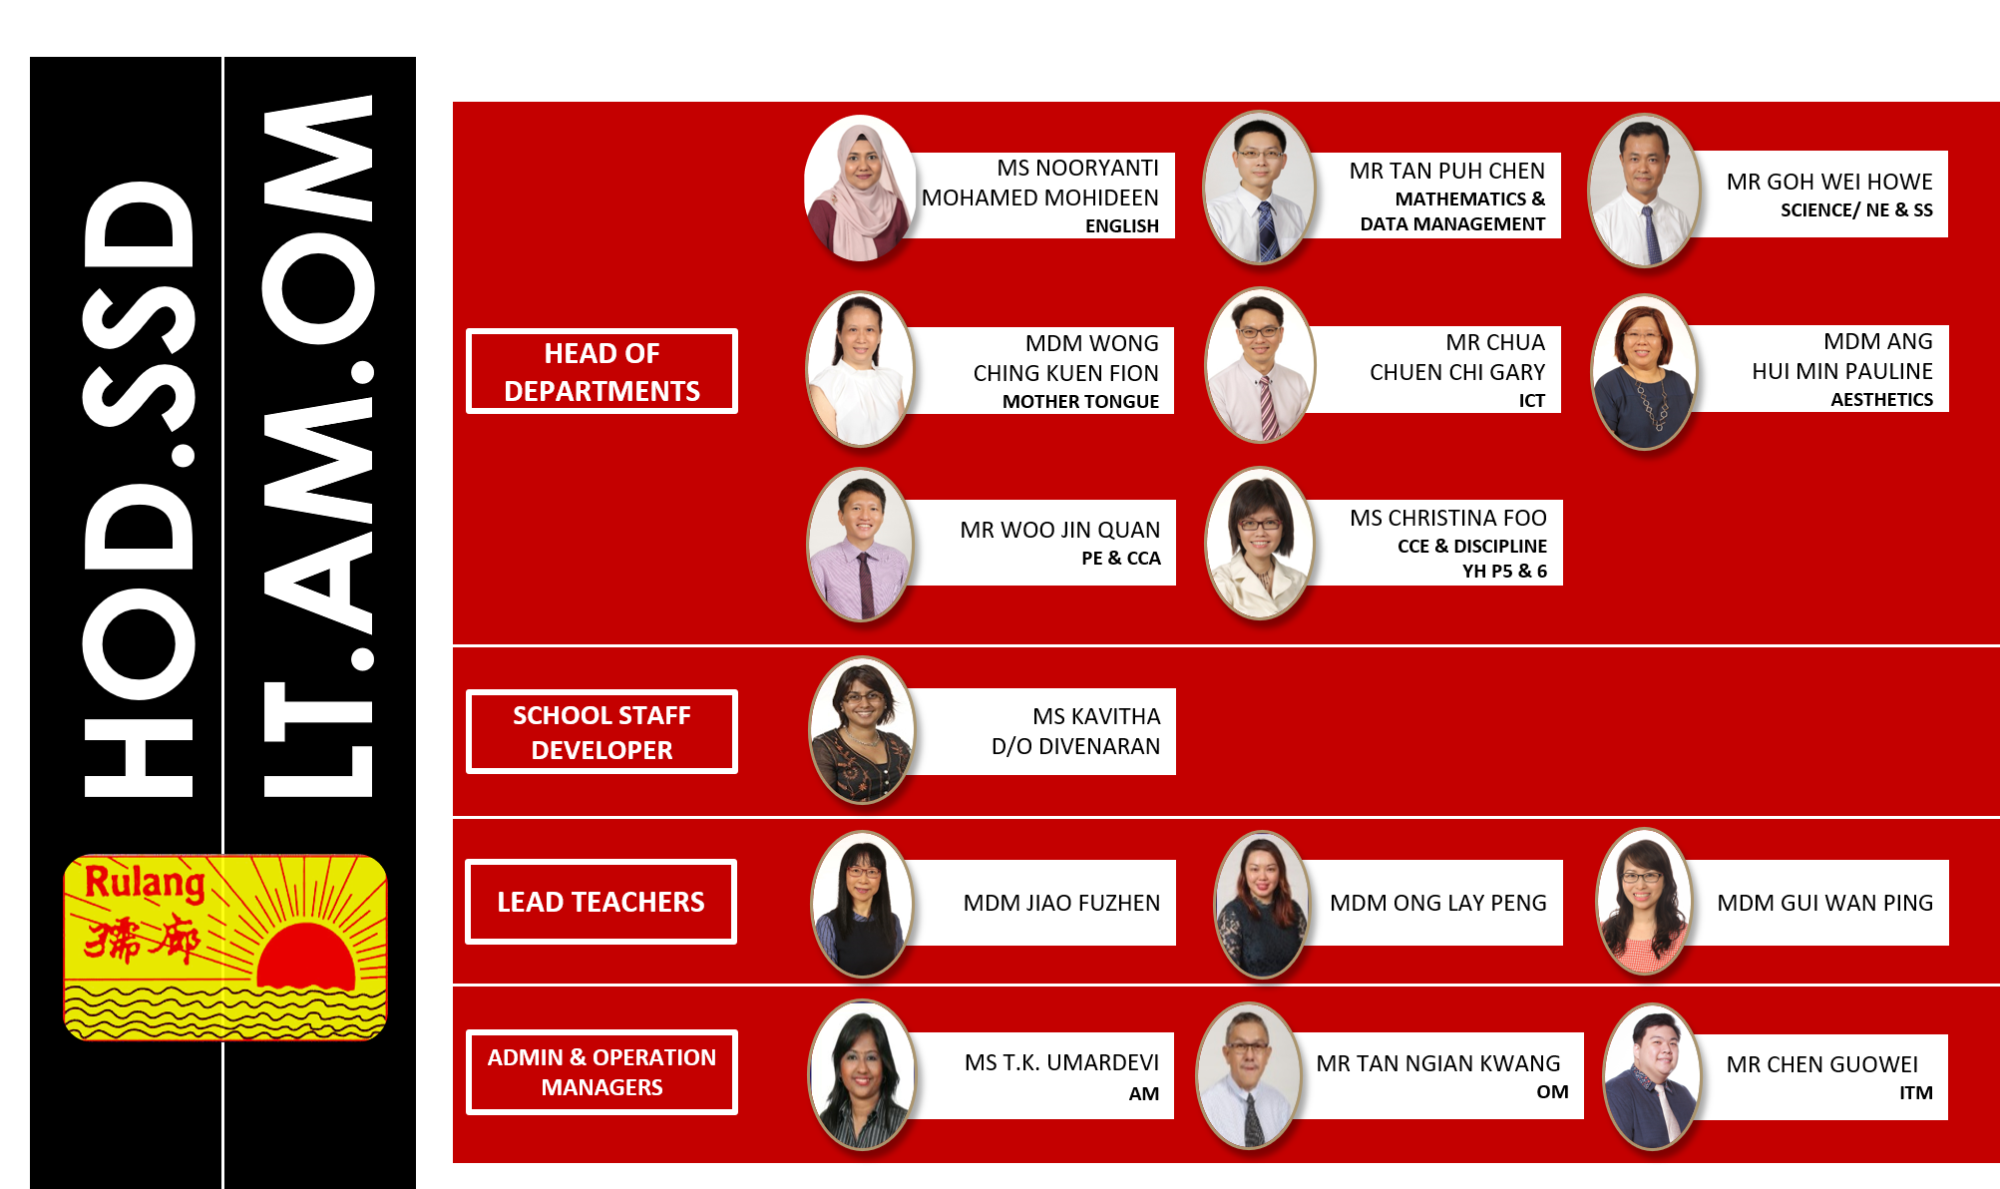 HOD.SSD
LT.AM.OM
Rulang
孺廊
HEAD OF
DEPARTMENTS
MS NOORYANTI
MOHAMED MOHIDEEN
ENGLISH
MR TAN PUH CHEN
MATHEMATICS &
DATA MANAGEMENT
MR GOH WEI HOWE
SCIENCE/ NE & SS
MDM WONG
CHING KUEN FION
MOTHER TONGUE
MR CHUA
CHUEN CHI GARY
ICT
MDM ANG
HUI MIN PAULINE
AESTHETICS
MR WOO JIN QUAN
PE & CCA
MS CHRISTINA FOO
CCE & DISCIPLINE
YH P5 & 6
SCHOOL STAFF
DEVELOPER
MS KAVITHA
D/O DIVENARAN
LEAD TEACHERS
MDM JIAO FUZHEN
MDM ONG LAY PENG
MDM GUI WAN PING
ADMIN & OPERATION
MANAGERS
MS T.K. UMARDEVI
AM
MR TAN NGIAN KWANG
OM
MR CHEN GUOWEI
ITM